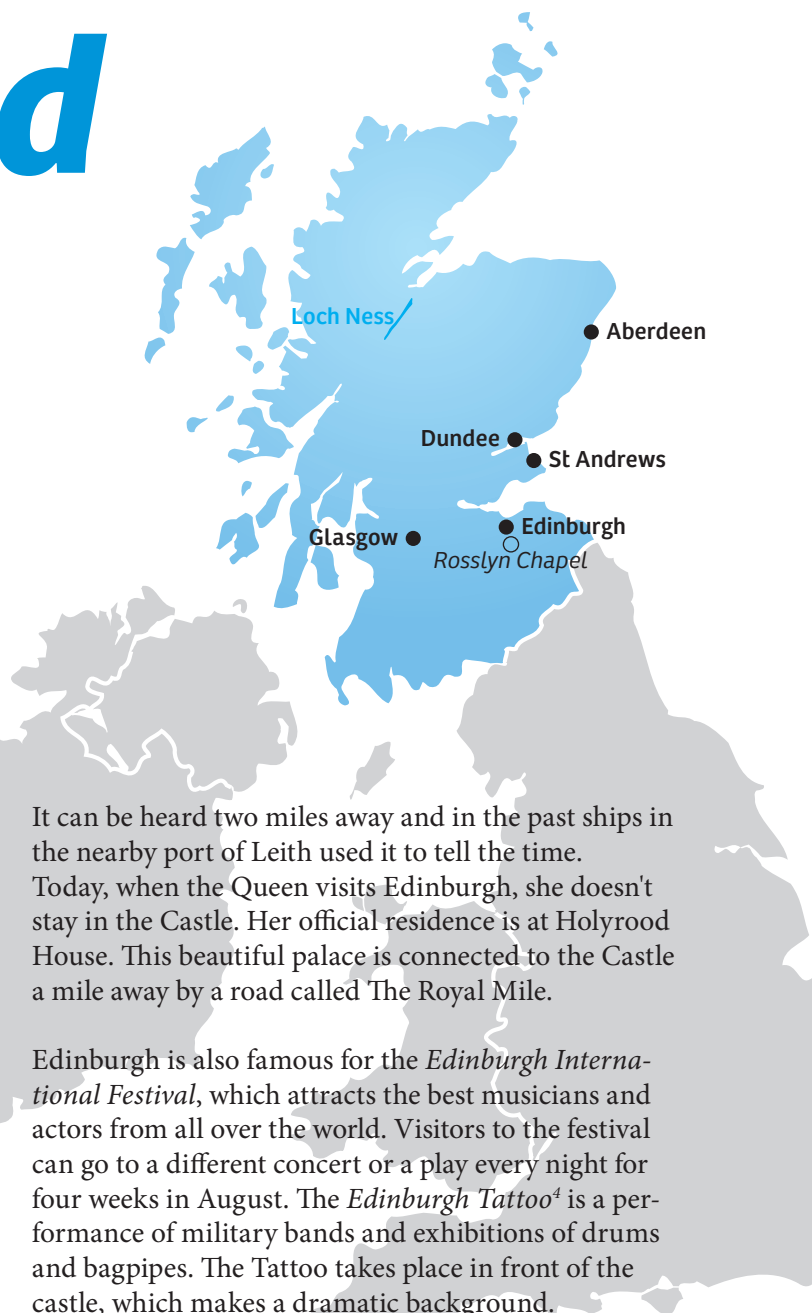 d
Loch Ness
Aberdeen
Dundee
St Andrews
Glasgow
Edinburgh
Rosslyn Chapel
It can be heard two miles away and in the past ships in
the nearby port of Leith used it to tell the time.
Today, when the Queen visits Edinburgh, she doesn't
stay in the Castle. Her official residence is at Holyrood
House. This beautiful palace is connected to the Castle
a mile away by a road called The Royal Mile.
Edinburgh is also famous for the Edinburgh Interna-
tional Festival, which attracts the best musicians and
actors from all over the world. Visitors to the festival
can go to a different concert or a play every night for
four weeks in August. The Edinburgh Tattoo⁴ is a per-
formance of military bands and exhibitions of drums
and bagpipes. The Tattoo takes place in front of the
castle, which makes a dramatic background.